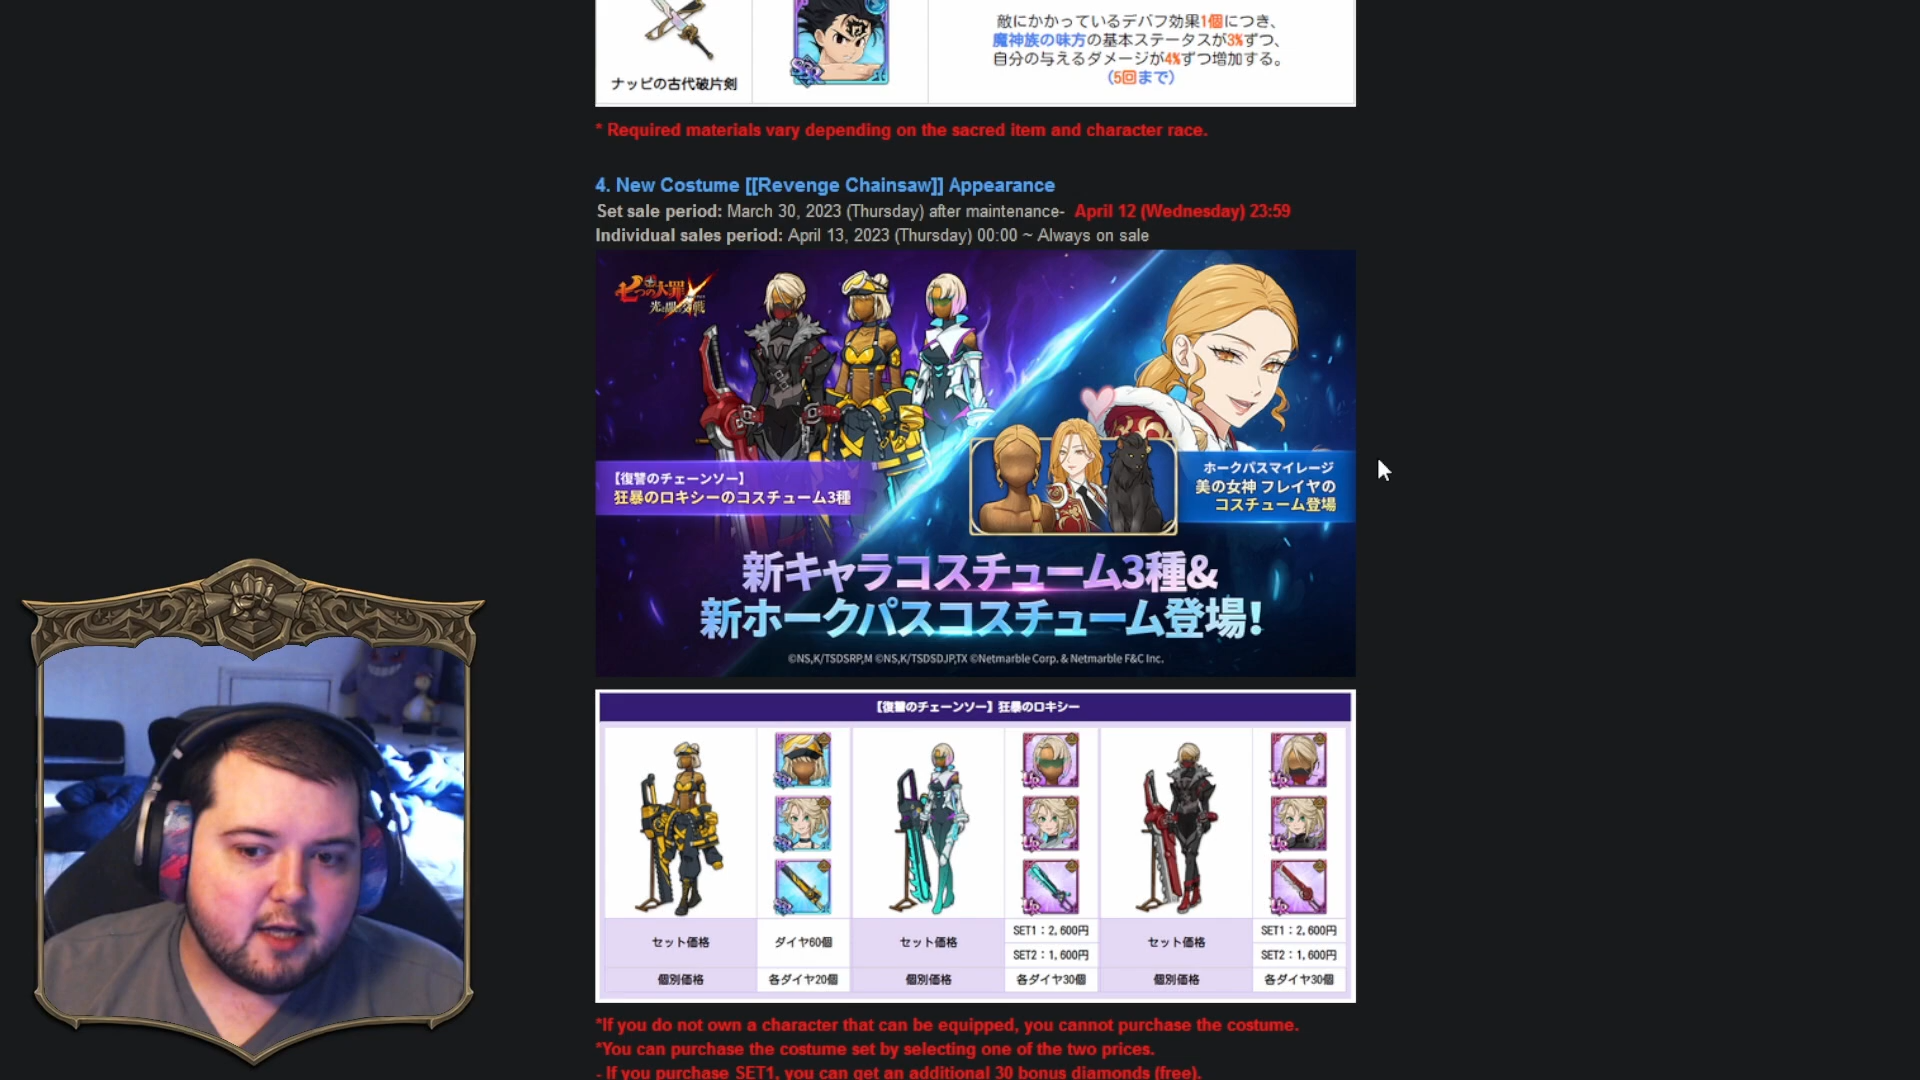 敵にかかっているデバフ効果1個につき、
魔神族の味方の基本ステータスが3%ずつ、
自分の与えるダメージが4%ずつ増加する。
(5回まで)
SSR
ナッピの古代破片剣
* Required materials vary depending on the sacred item and character race.
4. New Costume [[Revenge Chainsaw]] Appearance
Set sale period: March 30, 2023 (Thursday) after maintenance- April 12 (Wednesday) 23:59
Individual sales period: April 13, 2023 (Thursday) 00:00 ~ Always on sale
七つの大罪
光と闇の交戦
【復讐のチェーンソー】
狂暴のロキシーのコスチューム3種
ホークパスマイレージ
美の女神 フレイヤの
コスチューム登場
新キャラコスチューム3種&
新ホークパスコスチューム登場!
©NS,K/TSDSRP,M ©NS,K/TSDSDJP,TX ©Netmarble Corp. & Netmarble F&C Inc.
【復讐のチェーンソー】狂暴のロキシー
セット価格 ダイヤ60個 セット価格 SET1：2,600円 SET2：1,600円 セット価格 SET1：2,600円 SET2：1,600円
個別価格 各ダイヤ20個 個別価格 各ダイヤ30個 個別価格 各ダイヤ30個
*If you do not own a character that can be equipped, you cannot purchase the costume.
*You can purchase the costume set by selecting one of the two prices.
- If you purchase SET1, you can get an additional 30 bonus diamonds (free).